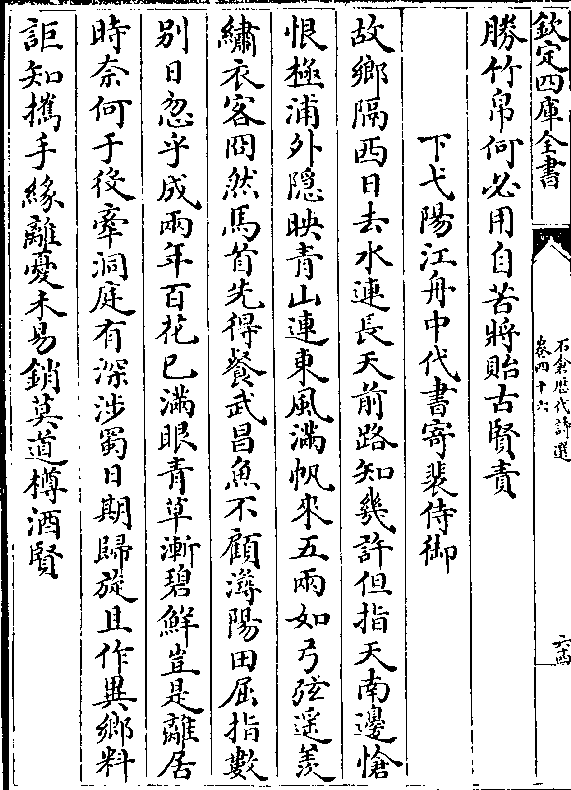 欽定四庫全書
石倉歷代詩選
卷四十六
六四
勝竹帛何必用自苦將貽古賢責
下弋陽江舟中代書寄裴侍御
故鄉隔西日去水連長天前路知幾許但指天南邊愴
恨極浦外隱映青山連東風滿帆來五兩如弓弦遥羡
繡衣客冏然馬首先得餐武昌魚不顧潯陽田屈指數
别日忽乎成兩年百花已滿眼青草漸碧鮮豈是離居
時奈何于役牽洞庭有深涉蜀日期歸旋且作異鄉料
詎知攜手緣離憂未易銷莫道樽酒賢